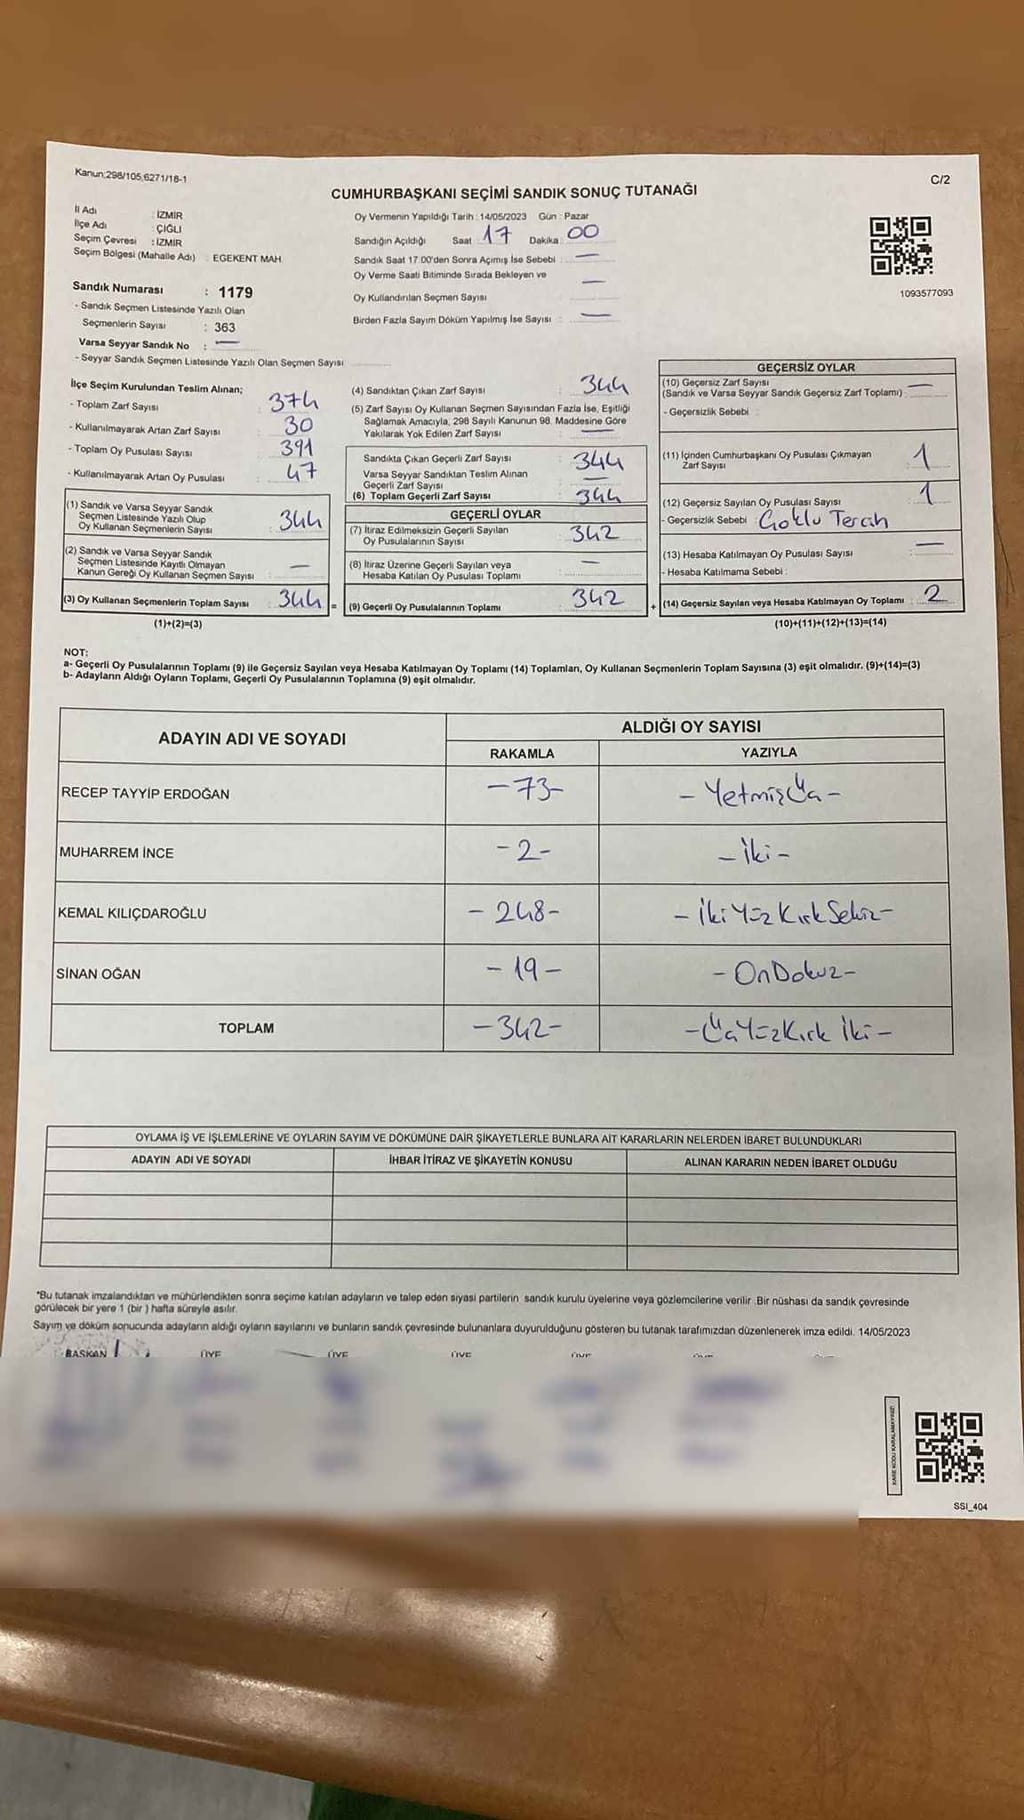 Kanun:298/105,6271/18-1
C/2
CUMHURBAŞKANI SEÇİMİ SANDIK SONUÇ TUTANAĞI
İl Adı : İZMİR
İlçe Adı : ÇİĞLİ
Seçim Çevresi : İZMİR
Seçim Bölgesi (Mahalle Adı) : EGEKENT MAH.
Sandık Numarası : 1179
- Sandık Seçmen Listesinde Yazılı Olan
Seçmenlerin Sayısı : 363
Varsa Seyyar Sandık No : —
- Seyyar Sandık Seçmen Listesinde Yazılı Olan Seçmen Sayısı
Oy Vermenin Yapıldığı Tarih : 14/05/2023 Gün : Pazar
Sandığın Açıldığı Saat : 17 Dakika : 00
Sandık Saat 17.00'den Sonra Açımış İse Sebebi : —
Oy Verme Saati Bitiminde Sırada Bekleyen ve
Oy Kullandırılan Seçmen Sayısı —
Birden Fazla Sayım Döküm Yapılmış İse Sayısı : —
1093577093
İlçe Seçim Kurulundan Teslim Alınan;
- Toplam Zarf Sayısı : 374
- Kullanılmayarak Artan Zarf Sayısı : 30
- Toplam Oy Pusulası Sayısı : 391
- Kullanılmayarak Artan Oy Pusulası : 47
(1) Sandık ve Varsa Seyyar Sandık
Seçmen Listesinde Yazılı Olup
Oy Kullanan Seçmenlerin Sayısı : 344
(2) Sandık ve Varsa Seyyar Sandık
Seçmen Listesinde Kayıtlı Olmayan
Kanun Gereği Oy Kullanan Seçmen Sayısı : —
(3) Oy Kullanan Seçmenlerin Toplam Sayısı : 344 =
(1)+(2)=(3)
(4) Sandıktan Çıkan Zarf Sayısı : 344
(5) Zarf Sayısı Oy Kullanan Seçmen Sayısından Fazla İse, Eşitliği
Sağlamak Amacıyla, 298 Sayılı Kanunun 98. Maddesine Göre
Yakılarak Yok Edilen Zarf Sayısı : —
Sandıkta Çıkan Geçerli Zarf Sayısı : 344
Varsa Seyyar Sandıktan Teslim Alınan
Geçerli Zarf Sayısı : —
(6) Toplam Geçerli Zarf Sayısı : 344
GEÇERLİ OYLAR
(7) İtiraz Edilmeksizin Geçerli Sayılan
Oy Pusulalarının Sayısı : 342
(8) İtiraz Üzerine Geçerli Sayılan veya
Hesaba Katılan Oy Pusulası Toplamı : —
(9) Geçerli Oy Pusulalarının Toplamı : 342 +
GEÇERSİZ OYLAR
(10) Geçersiz Zarf Sayısı
(Sandık ve Varsa Seyyar Sandık Geçersiz Zarf Toplamı) : —
- Geçersizlik Sebebi :
(11) İçinden Cumhurbaşkanı Oy Pusulası Çıkmayan
Zarf Sayısı : 1
(12) Geçersiz Sayılan Oy Pusulası Sayısı : 1
- Geçersizlik Sebebi : Çoklu Tercih
(13) Hesaba Katılmayan Oy Pusulası Sayısı : —
- Hesaba Katılmama Sebebi :
(14) Geçersiz Sayılan veya Hesaba Katılmayan Oy Toplamı : 2
(10)+(11)+(12)+(13)=(14)
NOT:
a- Geçerli Oy Pusulalarının Toplamı (9) ile Geçersiz Sayılan veya Hesaba Katılmayan Oy Toplamı (14) Toplamları, Oy Kullanan Seçmenlerin Toplam Sayısına (3) eşit olmalıdır. (9)+(14)=(3)
b- Adayların Aldığı Oyların Toplamı, Geçerli Oy Pusulalarının Toplamına (9) eşit olmalıdır.
ADAYIN ADI VE SOYADI
ALDIĞI OY SAYISI
RAKAMLA YAZIYLA
RECEP TAYYİP ERDOĞAN -73- -YetmişÜç-
MUHARREM İNCE -2- -İki-
KEMAL KILIÇDAROĞLU -248- -İkiYüzKırkSekiz-
SİNAN OĞAN -19- -OnDokuz-
TOPLAM -342- -ÜçYüzKırk İki-
OYLAMA İŞ VE İŞLEMLERİNE VE OYLARIN SAYIM VE DÖKÜMÜNE DAİR ŞİKAYETLERLE BUNLARA AİT KARARLARIN NELERDEN İBARET BULUNDUKLARI
ADAYIN ADI VE SOYADI İHBAR İTİRAZ VE ŞİKAYETİN KONUSU ALINAN KARARIN NEDEN İBARET OLDUĞU
*Bu tutanak imzalandıktan ve mühürlendikten sonra seçime katılan adayların ve talep eden siyasi partilerin sandık kurulu üyelerine veya gözlemcilerine verilir. Bir nüshası da sandık çevresinde
görülecek bir yere 1 (bir ) hafta süreyle asılır.
Sayım ve döküm sonucunda adayların aldığı oyların sayılarını ve bunların sandık çevresinde bulunanlara duyurulduğunu gösteren bu tutanak tarafımızdan düzenlenerek imza edildi. 14/05/2023
BAŞKAN ÜYE ÜYE ÜYE ÜYE
KARE KODU KARALAMAYINIZ!
SSI_404